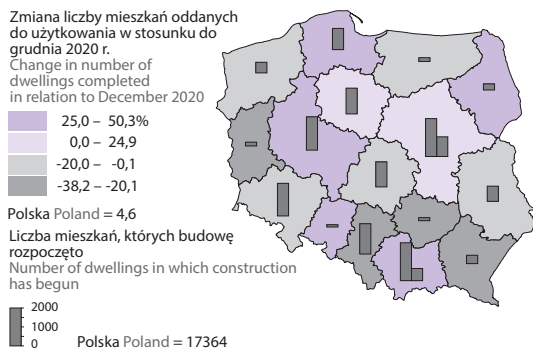 Zmiana liczby mieszkań oddanych
do użytkowania w stosunku do
grudnia 2020 r.
Change in number of
dwellings completed
in relation to December 2020
25,0 – 50,3%
0,0 – 24,9
-20,0 – -0,1
-38,2 – -20,1
Polska Poland = 4,6
Liczba mieszkań, których budowę
rozpoczęto
Number of dwellings in which construction
has begun
2000
1000
0
Polska Poland = 17364